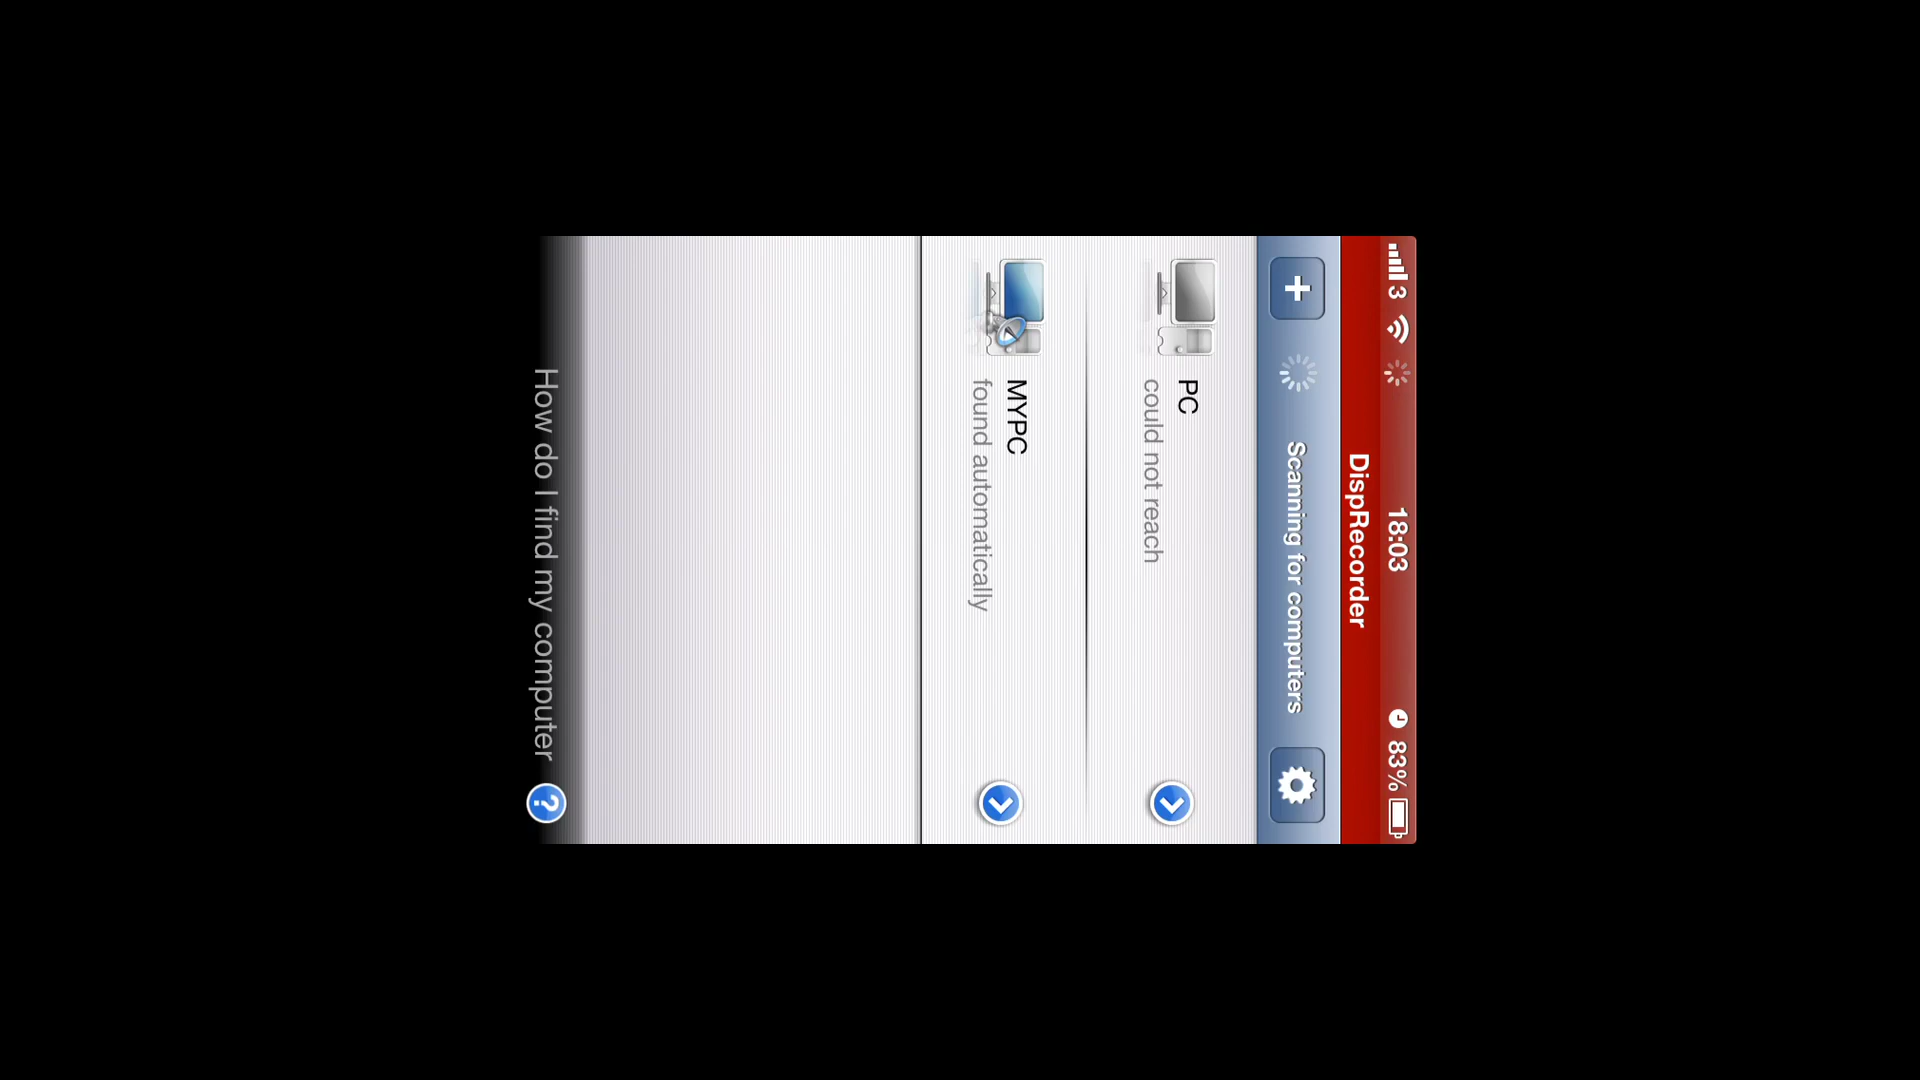 3 18:03 83%
DispRecorder
Scanning for computers
PC
could not reach
MYPC
found automatically
How do I find my computer